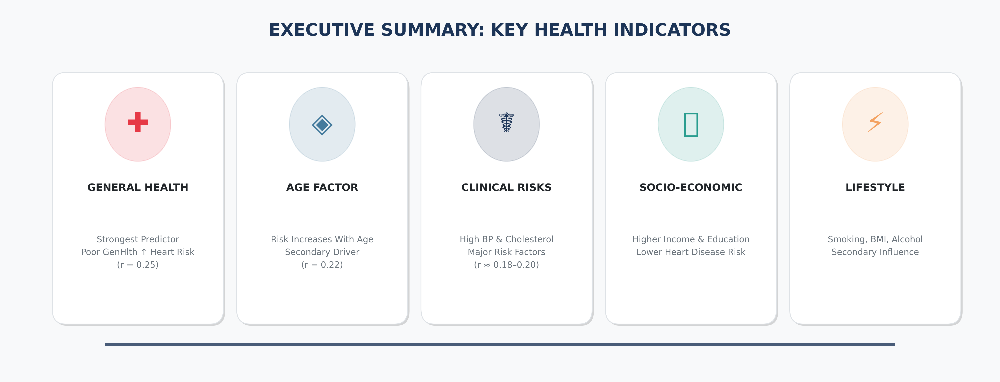 EXECUTIVE SUMMARY: KEY HEALTH INDICATORS
GENERAL HEALTH
Strongest Predictor
Poor GenHlth ↑ Heart Risk
(r = 0.25)
AGE FACTOR
Risk Increases With Age
Secondary Driver
(r = 0.22)
CLINICAL RISKS
High BP & Cholesterol
Major Risk Factors
(r ≈ 0.18–0.20)
SOCIO-ECONOMIC
Higher Income & Education
Lower Heart Disease Risk
LIFESTYLE
Smoking, BMI, Alcohol
Secondary Influence